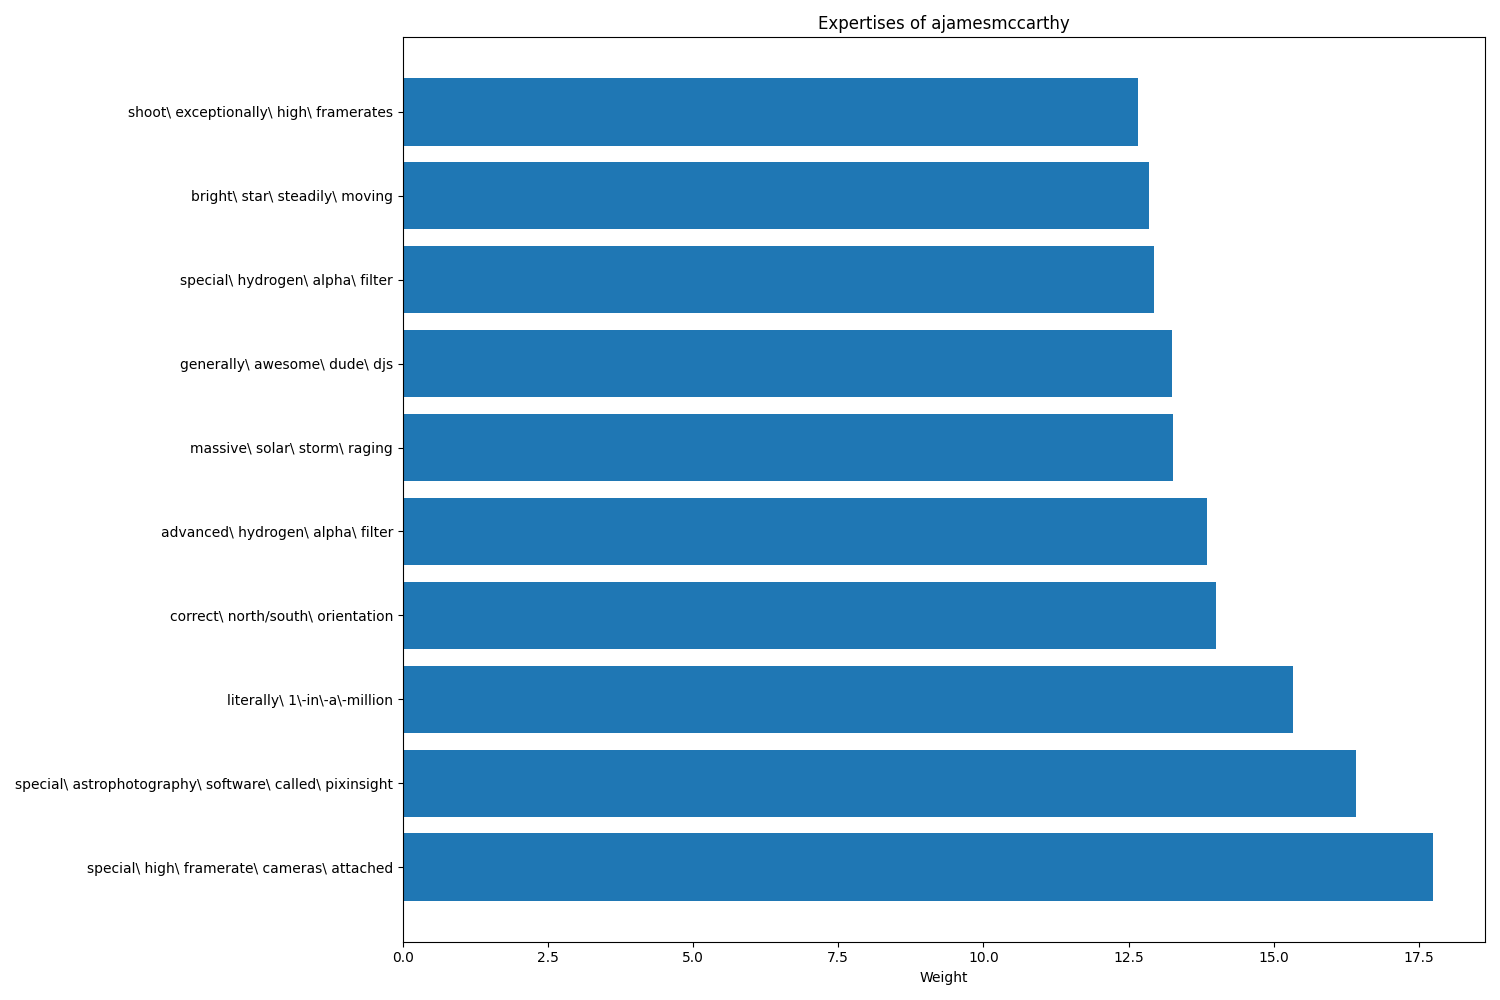 Expertises of ajamesmccarthy
shoot\ exceptionally\ high\ framerates
bright\ star\ steadily\ moving
special\ hydrogen\ alpha\ filter
generally\ awesome\ dude\ djs
massive\ solar\ storm\ raging
advanced\ hydrogen\ alpha\ filter
correct\ north/south\ orientation
literally\ 1\-in\-a\-million
special\ astrophotography\ software\ called\ pixinsight
special\ high\ framerate\ cameras\ attached
0.0 2.5 5.0 7.5 10.0 12.5 15.0 17.5
Weight